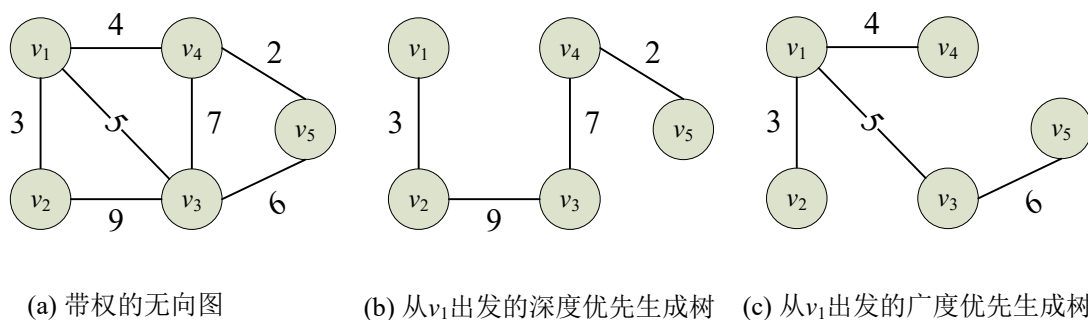 4
v₁ v₄ 2
3 5 7 v₅
v₂ v₃ 6
9
v₁ v₄ 2
3 7 v₅
v₂ v₃
9
4
v₁ v₄
3 5 v₅
v₂ v₃ 6
(a) 带权的无向图
(b) 从v₁出发的深度优先生成树
(c) 从v₁出发的广度优先生成树